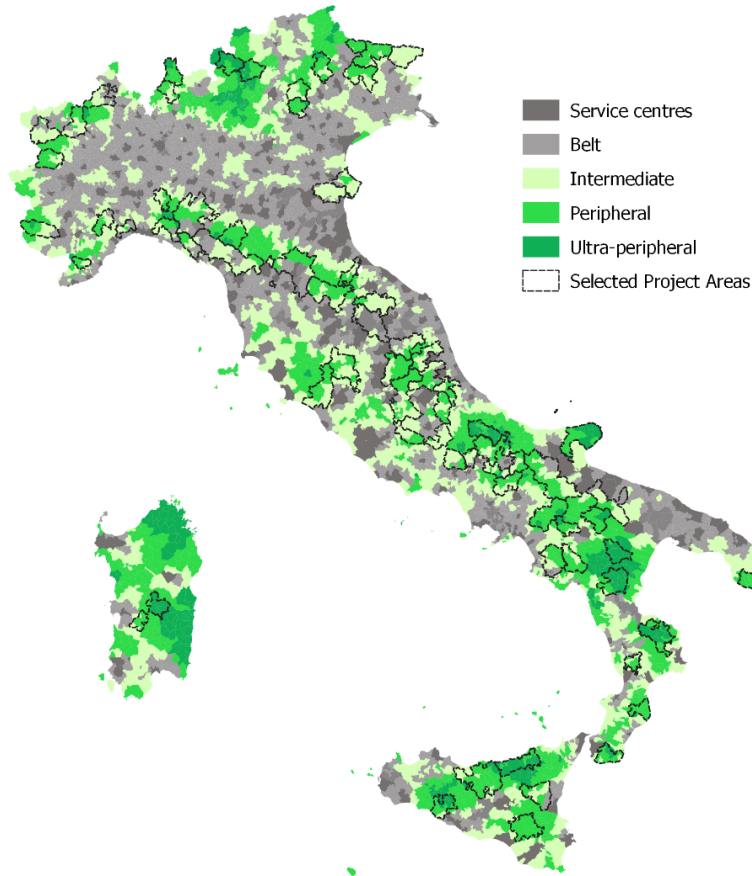 Service centres
Belt
Intermediate
Peripheral
Ultra-peripheral
Selected Project Areas